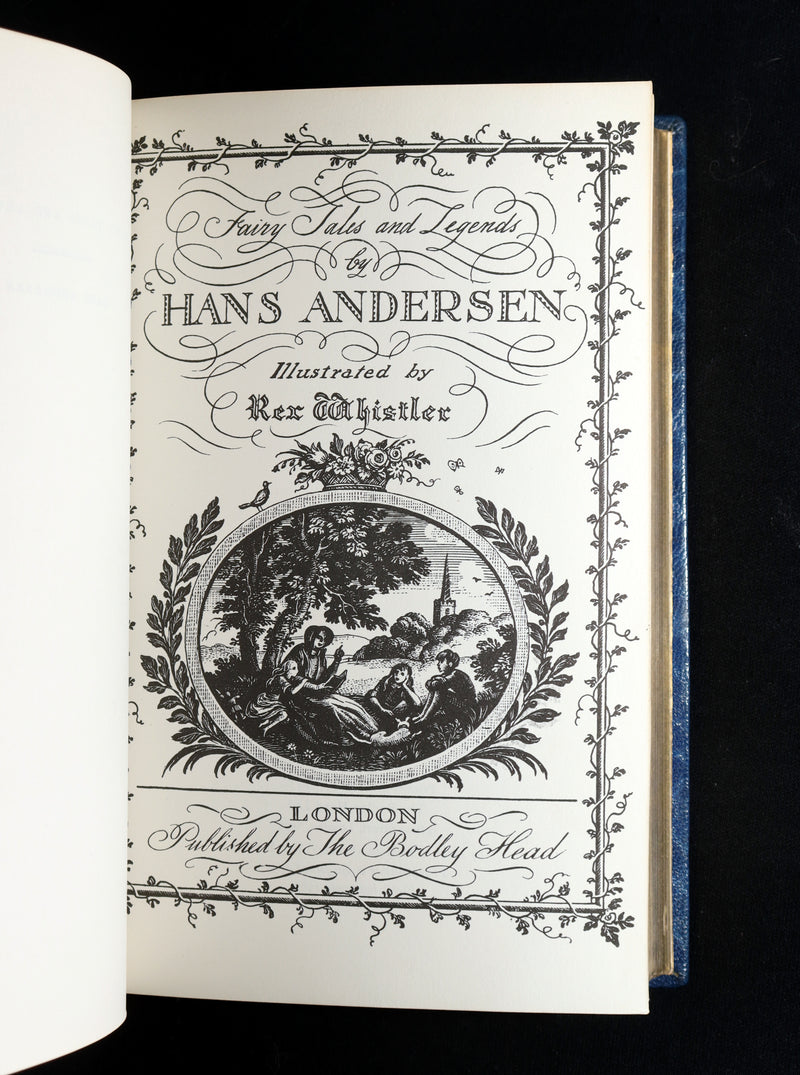 Fairy Tales and Legends
by
HANS ANDERSEN
Illustrated by
Rex Whistler
LONDON
Published by The Bodley Head